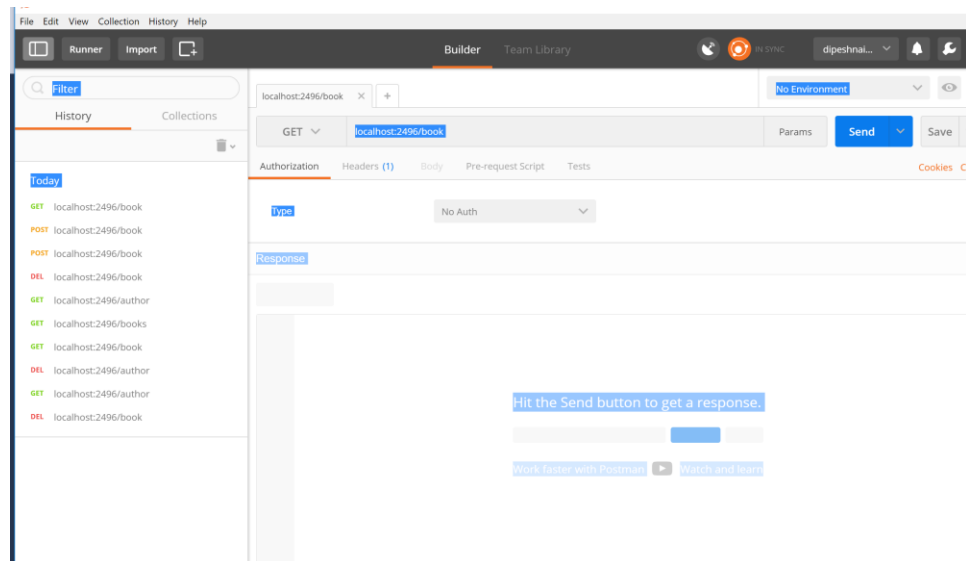 File Edit View Collection History Help
Runner Import Builder Team Library IN SYNC dipeshnai...
Filter
History Collections
Today
GET localhost:2496/book
POST localhost:2496/book
POST localhost:2496/book
DEL localhost:2496/book
GET localhost:2496/author
GET localhost:2496/books
GET localhost:2496/book
DEL localhost:2496/author
GET localhost:2496/author
DEL localhost:2496/book
localhost:2496/book × +
No Environment
GET localhost:2496/book Params Send Save
Authorization Headers (1) Body Pre-request Script Tests Cookies C
Type No Auth
Response
Hit the Send button to get a response.
Work faster with Postman Watch and learn